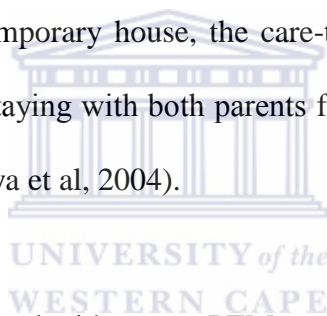 mporary house, the care-t
taying with both parents f
va et al, 2004).
UNIVERSITY of the
WESTERN CAPE